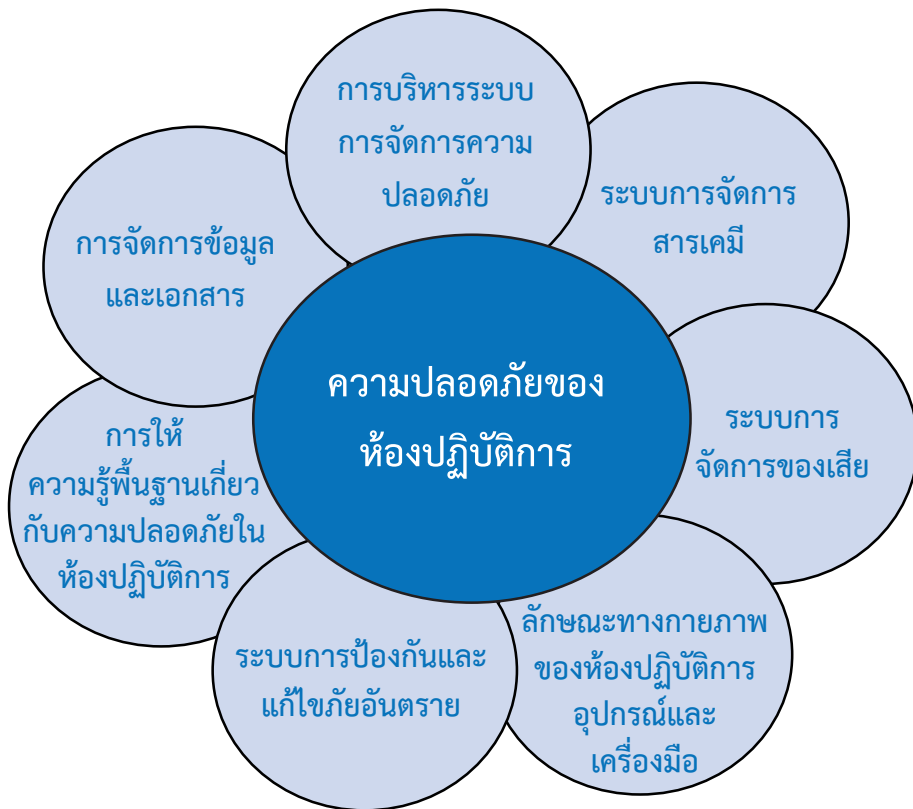 การบริหารระบบ
การจัดการความ
ปลอดภัย
ระบบการจัดการ
สารเคมี
ระบบการ
จัดการของเสีย
ลักษณะทางกายภาพ
ของห้องปฏิบัติการ
อุปกรณ์และ
เครื่องมือ
ระบบการป้องกันและ
แก้ไขภัยอันตราย
การให้
ความรู้พื้นฐานเกี่ยว
กับความปลอดภัยใน
ห้องปฏิบัติการ
การจัดการข้อมูล
และเอกสาร
ความปลอดภัยของ
ห้องปฏิบัติการ